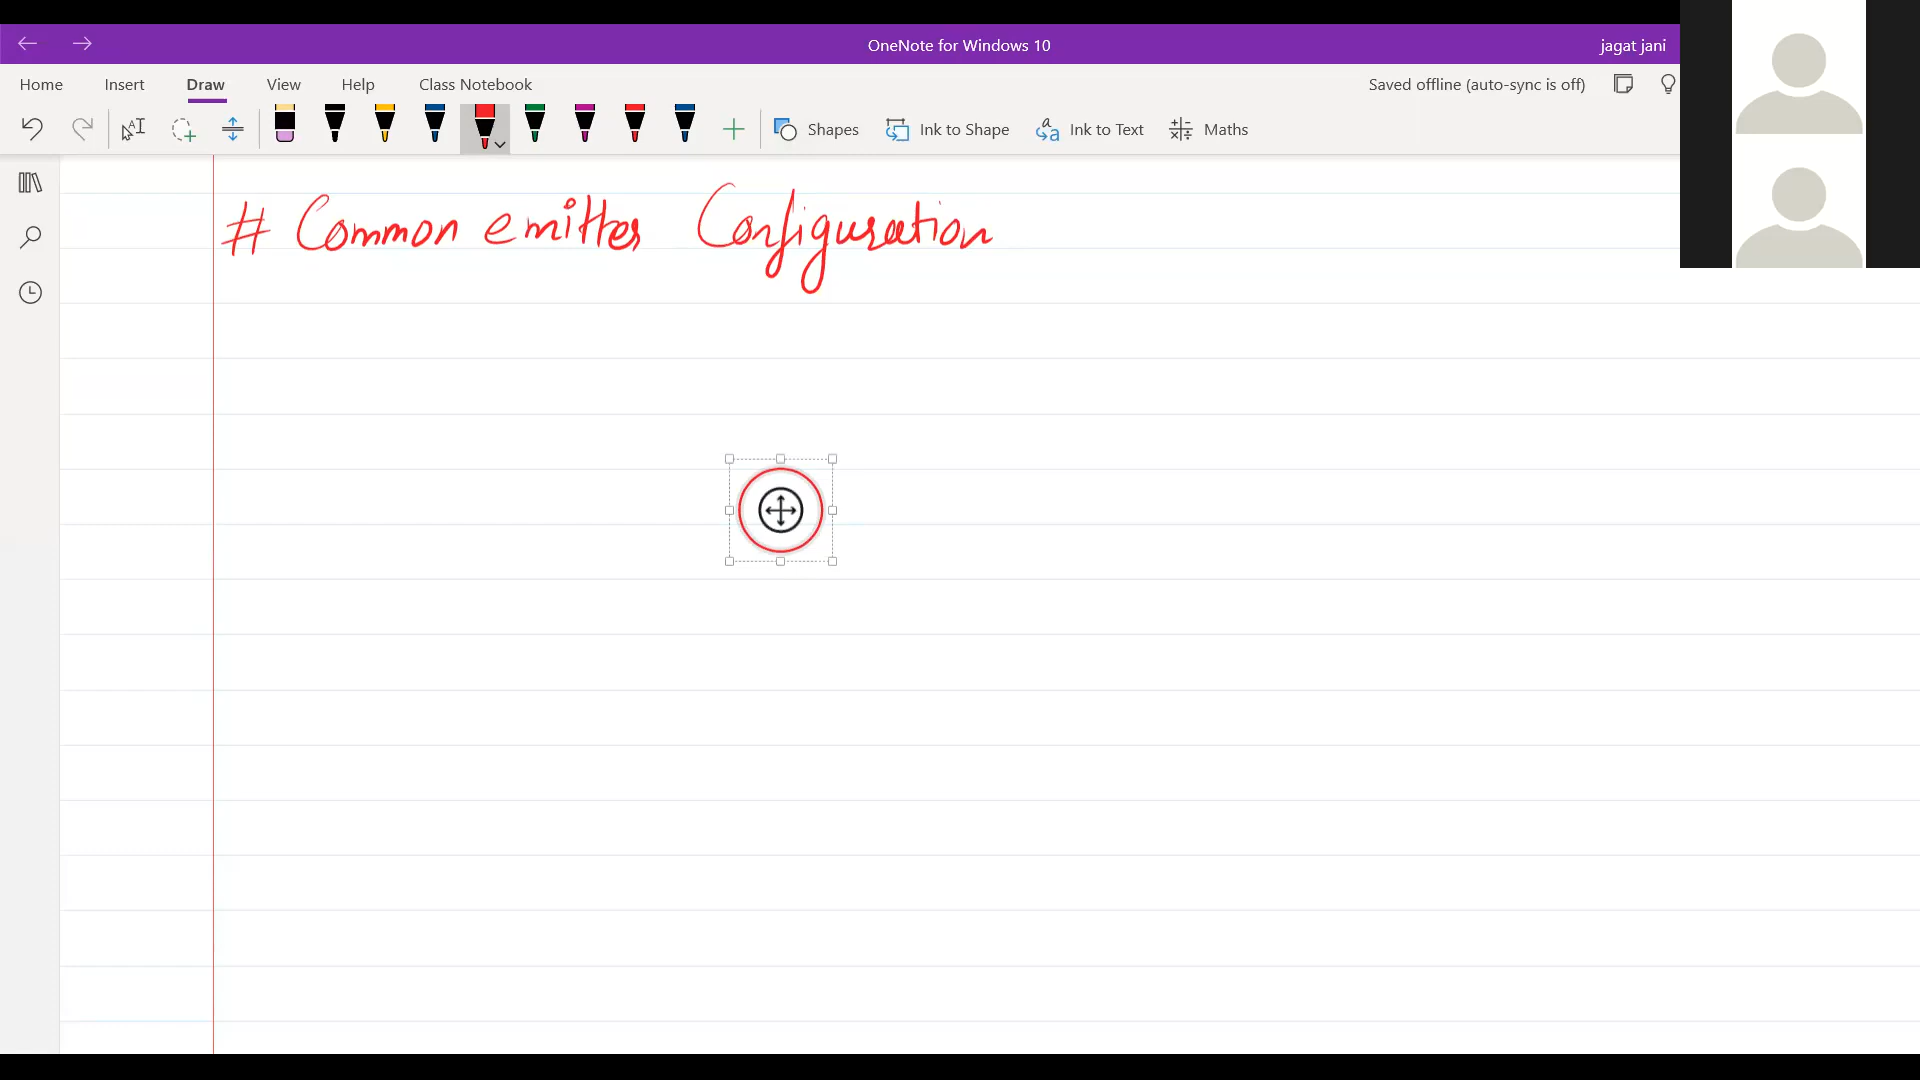 OneNote for Windows 10
jagat jani
Home Insert Draw View Help Class Notebook
Saved offline (auto-sync is off)
Shapes Ink to Shape Ink to Text Maths
# Common emitter Configuration